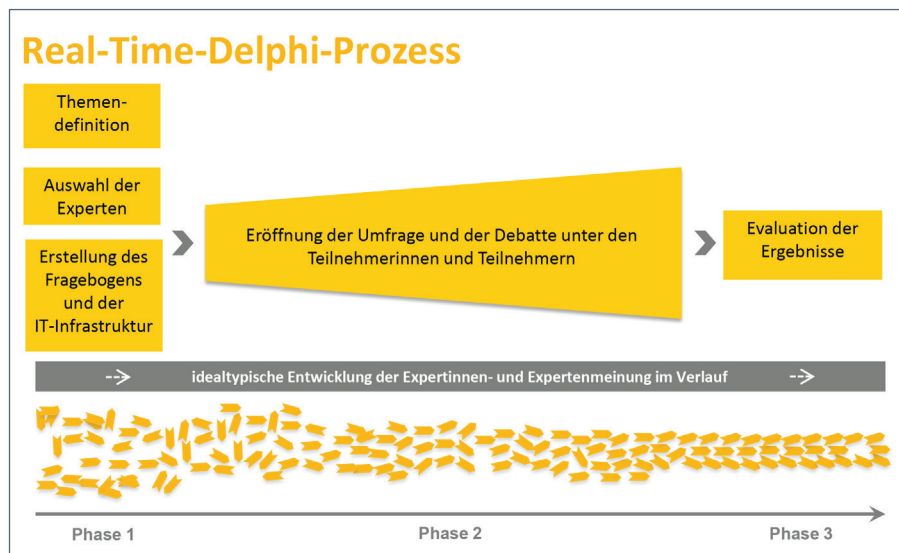 Real-Time-Delphi-Prozess
Themen-
definition
Auswahl der
Experten
Erstellung des
Fragebogens
und der
IT-Infrastruktur
Eröffnung der Umfrage und der Debatte unter den
Teilnehmerinnen und Teilnehmern
Evaluation der
Ergebnisse
idealtypische Entwicklung der Expertinnen- und Expertenmeinung im Verlauf
Phase 1
Phase 2
Phase 3